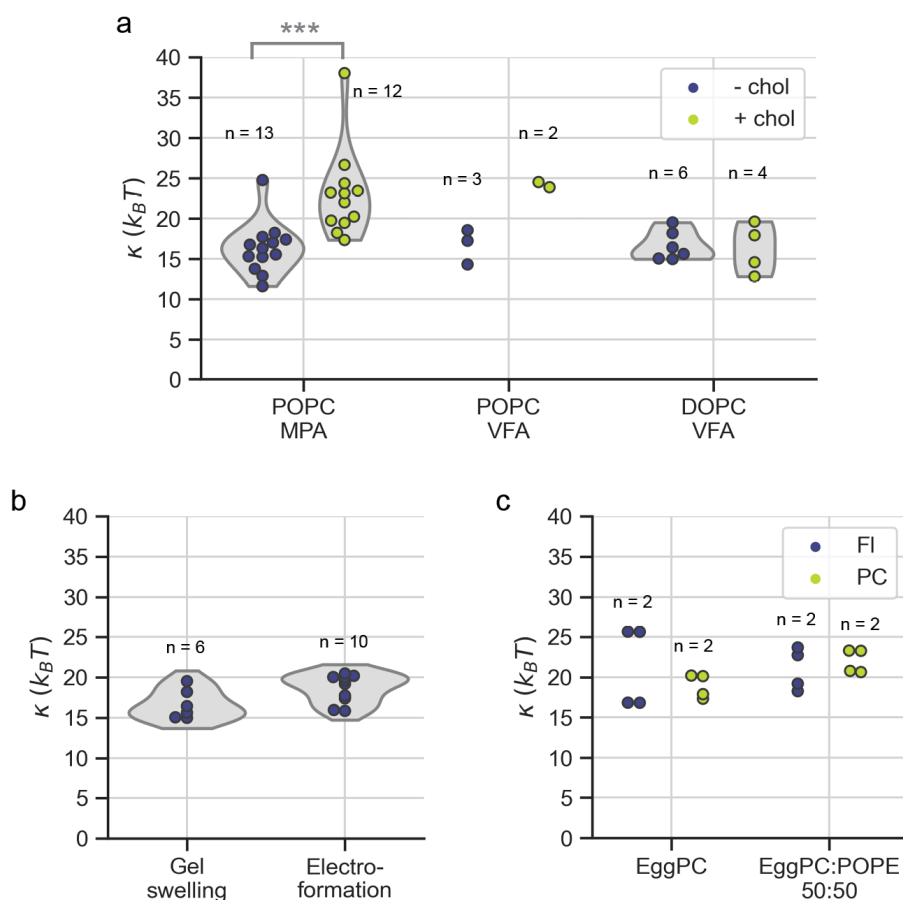 a
***
40
35
30
25
20
15
10
5
0
κ (k_BT)
n = 13
n = 12
n = 3
n = 2
n = 6
n = 4
- chol
+ chol
POPC
MPA
POPC
VFA
DOPC
VFA
b
40
35
30
25
20
15
10
5
0
κ (k_BT)
n = 6
n = 10
Gel
swelling
Electro-
formation
c
40
35
30
25
20
15
10
5
0
κ (k_BT)
FI
PC
n = 2
n = 2
n = 2
n = 2
EggPC
EggPC:POPE
50:50